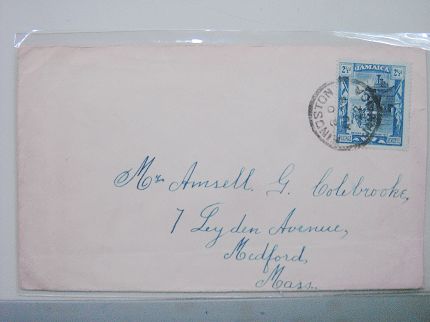 JAMAICA
2½ 2½
KINGSTON
Mr Amsell. G. Colebrooke,
7 Leyden Avenue,
Medford,
Mass.